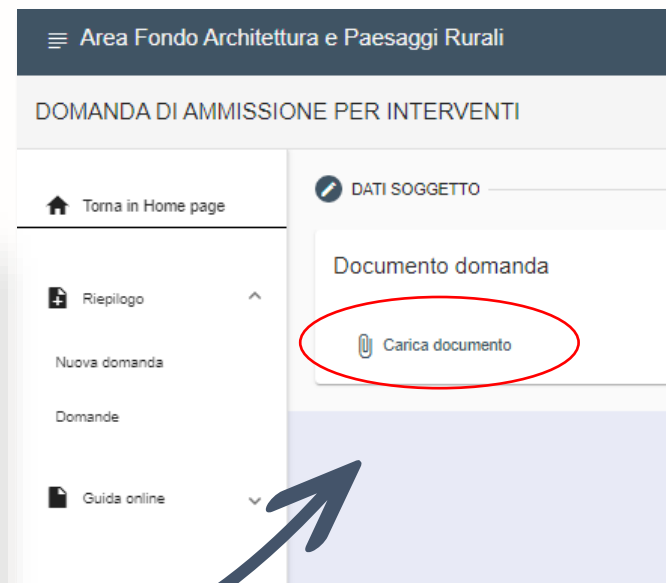 Area Fondo Architettura e Paesaggi Rurali
DOMANDA DI AMMISSIONE PER INTERVENTI
Torna in Home page
Riepilogo
Nuova domanda
Domande
Guida online
DATI SOGGETTO
Documento domanda
Carica documento